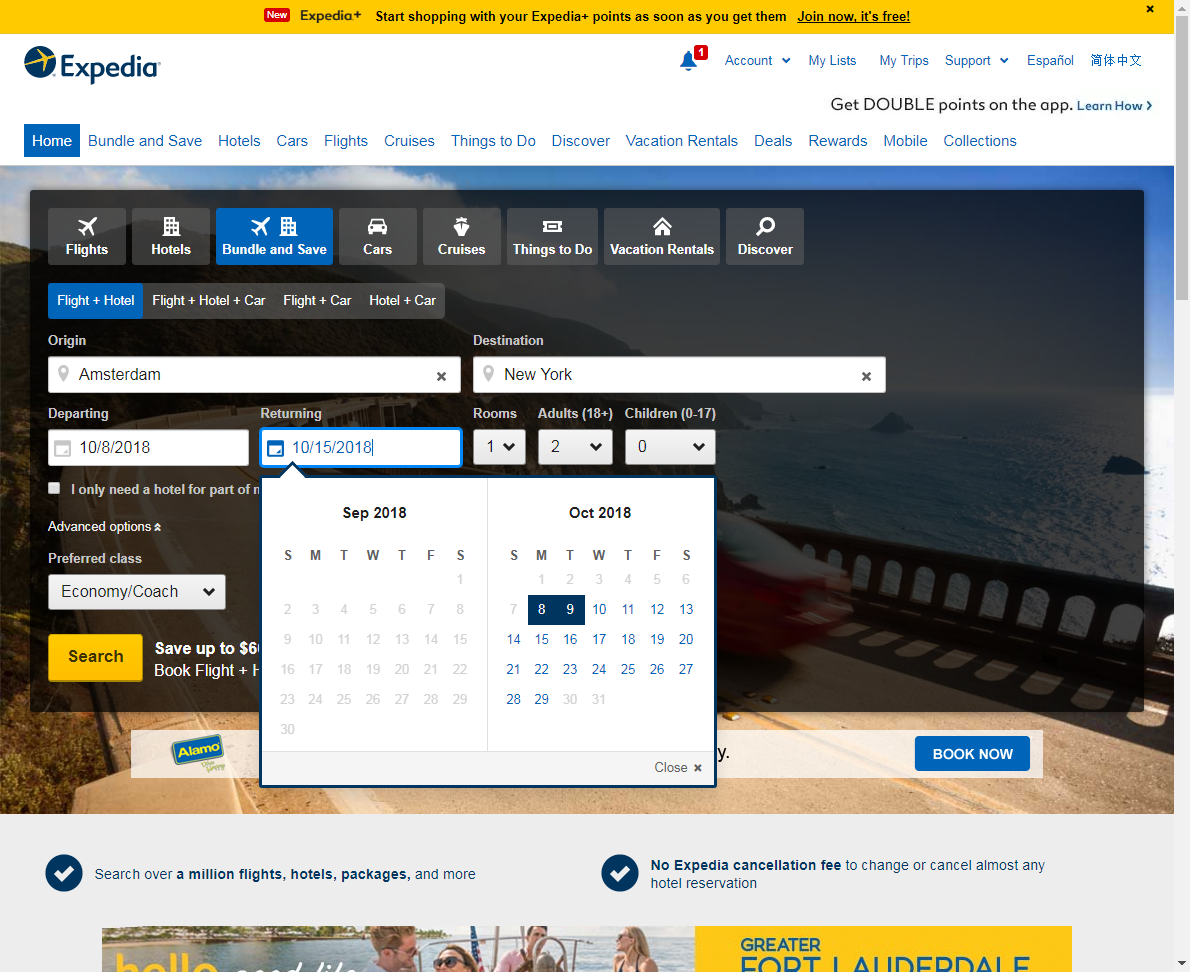 New Expedia+ Start shopping with your Expedia+ points as soon as you get them Join now, it's free!
Expedia
1 Account My Lists My Trips Support Español 简体中文
Get DOUBLE points on the app. Learn How
Home Bundle and Save Hotels Cars Flights Cruises Things to Do Discover Vacation Rentals Deals Rewards Mobile Collections
Flights Hotels Bundle and Save Cars Cruises Things to Do Vacation Rentals Discover
Flight + Hotel Flight + Hotel + Car Flight + Car Hotel + Car
Origin Destination
Amsterdam New York
Departing Returning Rooms Adults (18+) Children (0-17)
10/8/2018 10/15/2018 1 2 0
I only need a hotel for part of
Advanced options
Preferred class
Economy/Coach
Search
Save up to $6
Book Flight +
Sep 2018
S M T W T F S
1
2 3 4 5 6 7 8
9 10 11 12 13 14 15
16 17 18 19 20 21 22
23 24 25 26 27 28 29
30
Oct 2018
S M T W T F S
1 2 3 4 5 6
7 8 9 10 11 12 13
14 15 16 17 18 19 20
21 22 23 24 25 26 27
28 29 30 31
Close
Alamo
y.
BOOK NOW
Search over a million flights, hotels, packages, and more
No Expedia cancellation fee to change or cancel almost any
hotel reservation
hello good life
GREATER
FORT LAUDERDALE